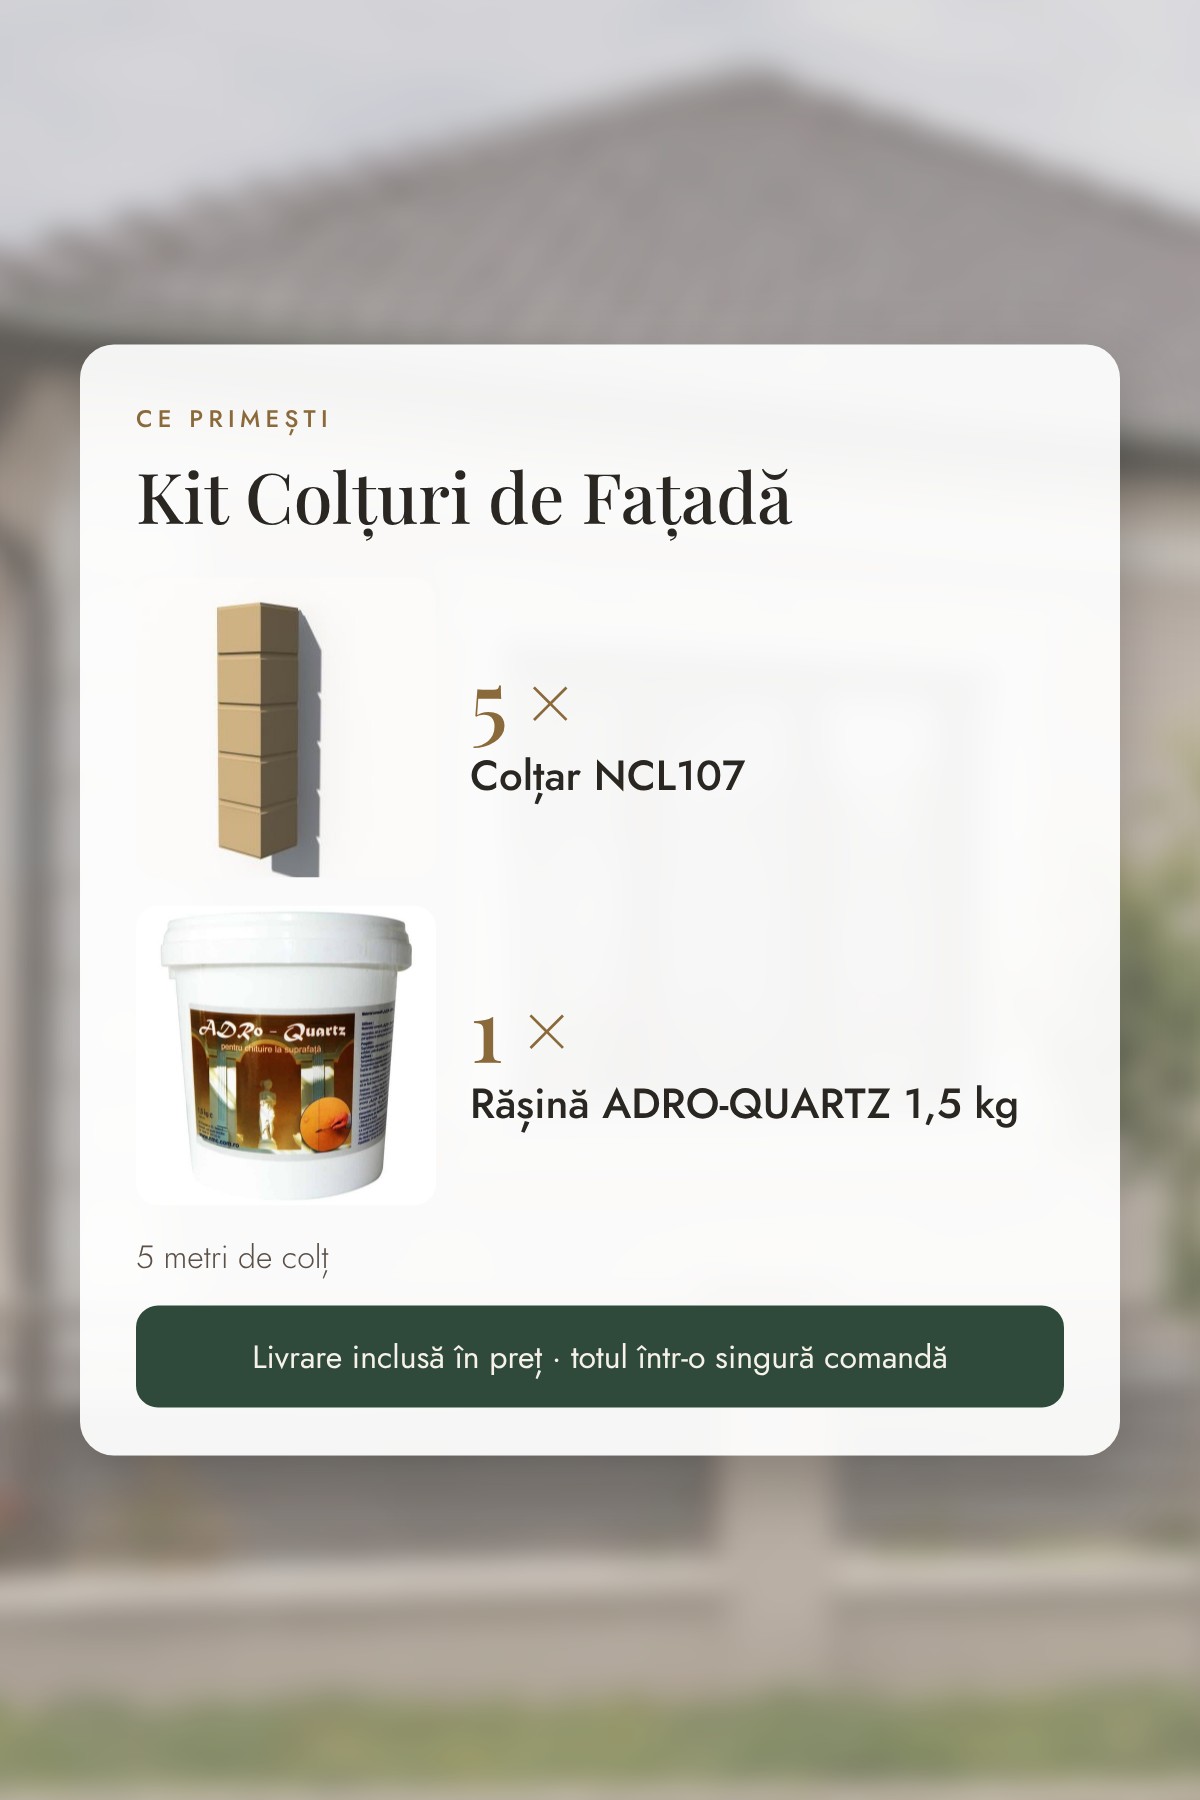 CE PRIMEȘTI
Kit Colțuri de Fațadă
5 ×
Colțar NCL107
ADRo - Quartz
pentru chituire la suprafață
1 ×
Rășină ADRO-QUARTZ 1,5 kg
5 metri de colț
Livrare inclusă în preț · totul într-o singură comandă